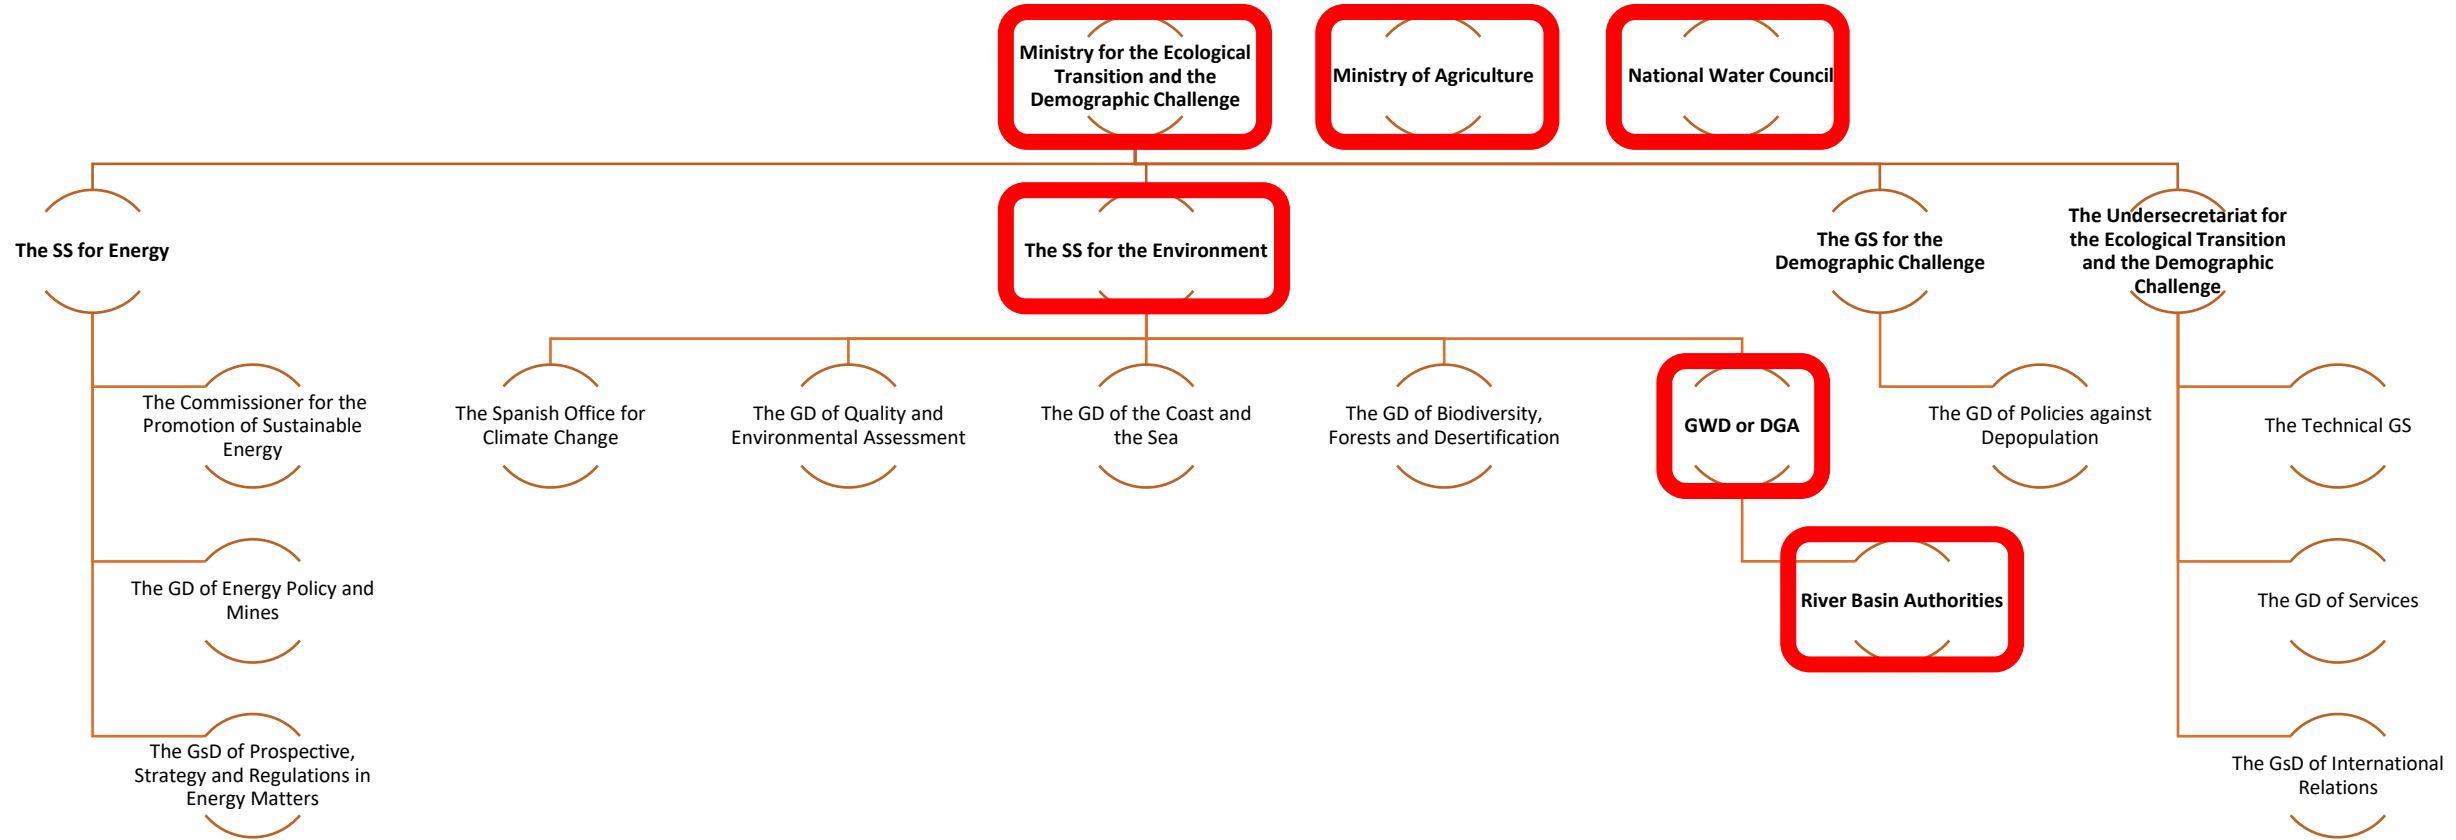 Ministry for the Ecological
Transition and the
Demographic Challenge
Ministry of Agriculture
National Water Council
The SS for Energy
The SS for the Environment
The GS for the
Demographic Challenge
The Undersecretariat for
the Ecological Transition
and the Demographic
Challenge
The Commissioner for the
Promotion of Sustainable
Energy
The Spanish Office for
Climate Change
The GD of Quality and
Environmental Assessment
The GD of the Coast and
the Sea
The GD of Biodiversity,
Forests and Desertification
GWD or DGA
The GD of Policies against
Depopulation
The Technical GS
The GD of Energy Policy and
Mines
River Basin Authorities
The GD of Services
The GsD of Prospective,
Strategy and Regulations in
Energy Matters
The GsD of International
Relations